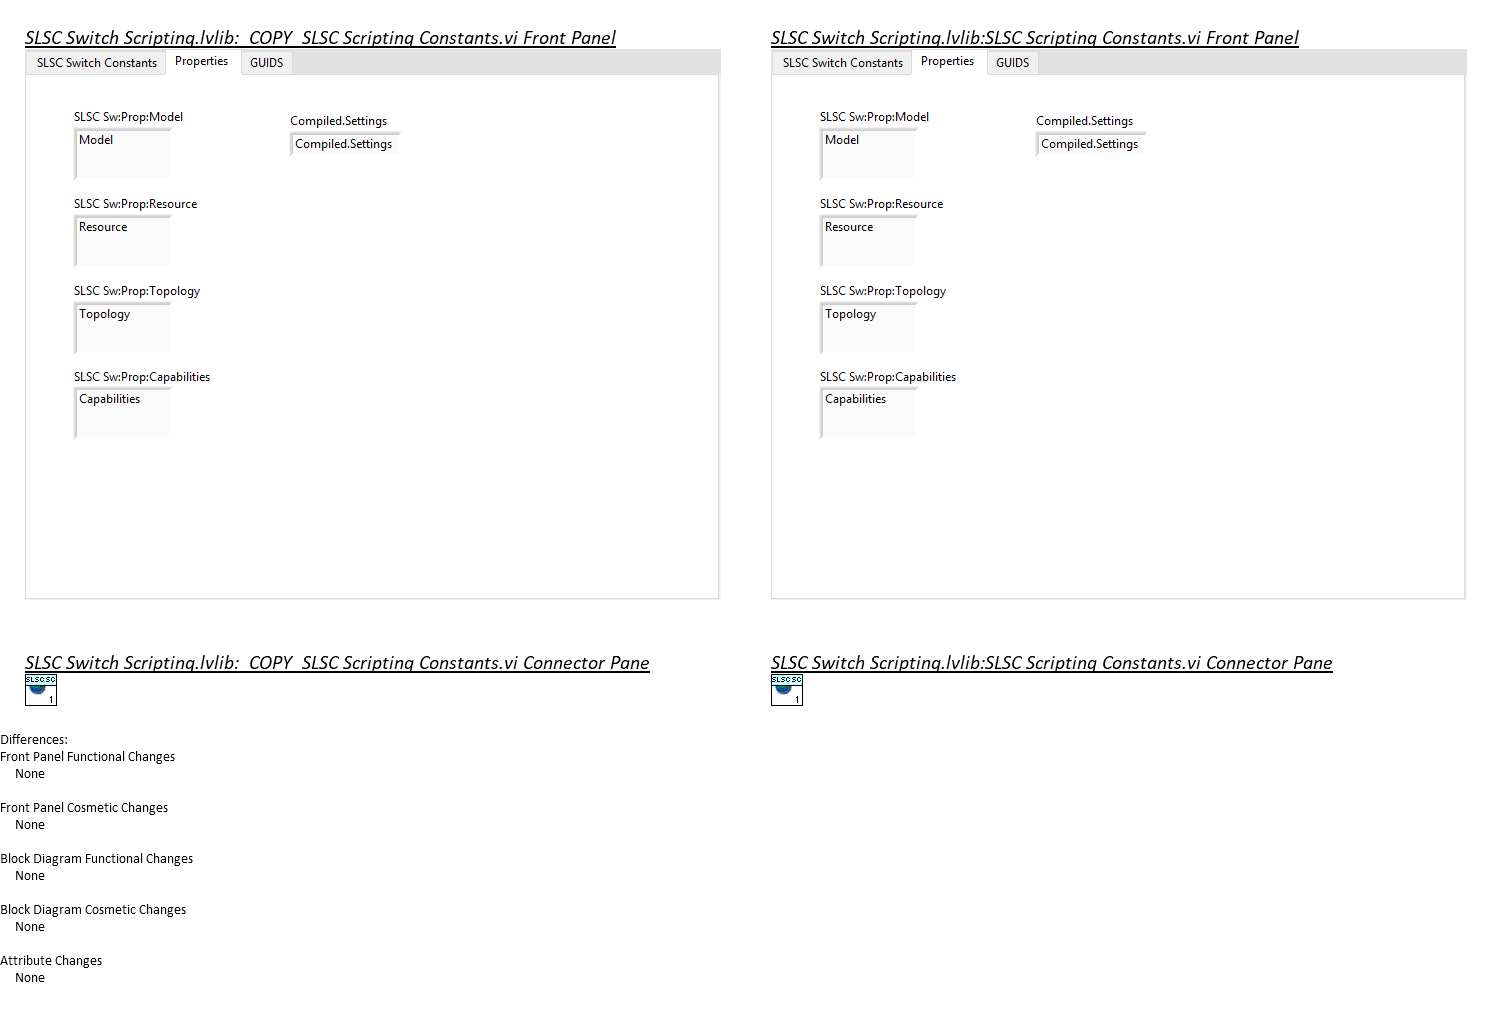 SLSC Switch Scripting.lvlib:_COPY_SLSC Scripting Constants.vi Front Panel
SLSC Switch Constants Properties GUIDS
SLSC Sw:Prop:Model
Model
Compiled.Settings
Compiled.Settings
SLSC Sw:Prop:Resource
Resource
SLSC Sw:Prop:Topology
Topology
SLSC Sw:Prop:Capabilities
Capabilities
SLSC Switch Scripting.lvlib:SLSC Scripting Constants.vi Front Panel
SLSC Switch Constants Properties GUIDS
SLSC Sw:Prop:Model
Model
Compiled.Settings
Compiled.Settings
SLSC Sw:Prop:Resource
Resource
SLSC Sw:Prop:Topology
Topology
SLSC Sw:Prop:Capabilities
Capabilities
SLSC Switch Scripting.lvlib:_COPY_SLSC Scripting Constants.vi Connector Pane
SLSC SC
1
SLSC Switch Scripting.lvlib:SLSC Scripting Constants.vi Connector Pane
SLSC SC
1
Differences:
Front Panel Functional Changes
None
Front Panel Cosmetic Changes
None
Block Diagram Functional Changes
None
Block Diagram Cosmetic Changes
None
Attribute Changes
None